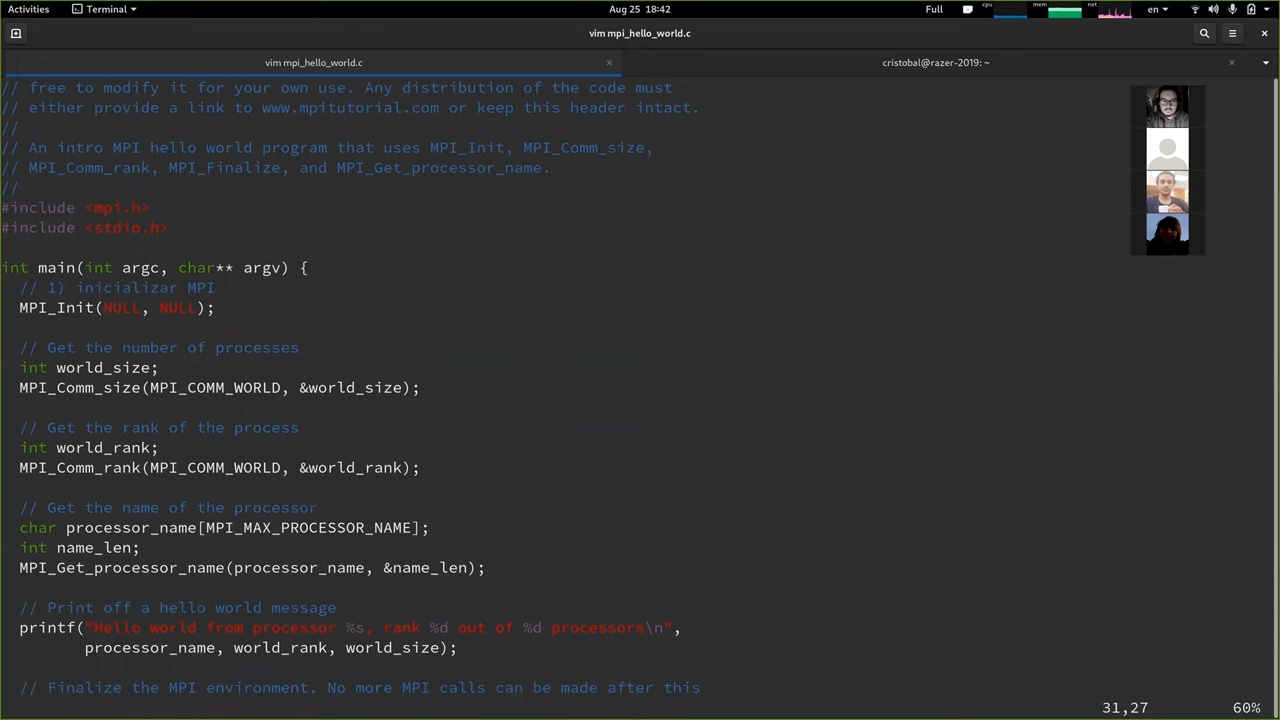 Activities Terminal Aug 25 18:42 Full cpu mem net en
vim mpi_hello_world.c
vim mpi_hello_world.c × cristobal@razer-2019: ~ ×
// free to modify it for your own use. Any distribution of the code must
// either provide a link to www.mpitutorial.com or keep this header intact.
//
// An intro MPI hello world program that uses MPI_Init, MPI_Comm_size,
// MPI_Comm_rank, MPI_Finalize, and MPI_Get_processor_name.
//
#include <mpi.h>
#include <stdio.h>
int main(int argc, char** argv) {
// 1) inicializar MPI
MPI_Init(NULL, NULL);
// Get the number of processes
int world_size;
MPI_Comm_size(MPI_COMM_WORLD, &world_size);
// Get the rank of the process
int world_rank;
MPI_Comm_rank(MPI_COMM_WORLD, &world_rank);
// Get the name of the processor
char processor_name[MPI_MAX_PROCESSOR_NAME];
int name_len;
MPI_Get_processor_name(processor_name, &name_len);
// Print off a hello world message
printf("Hello world from processor %s, rank %d out of %d processors\n",
processor_name, world_rank, world_size);
// Finalize the MPI environment. No more MPI calls can be made after this
31,27 60%